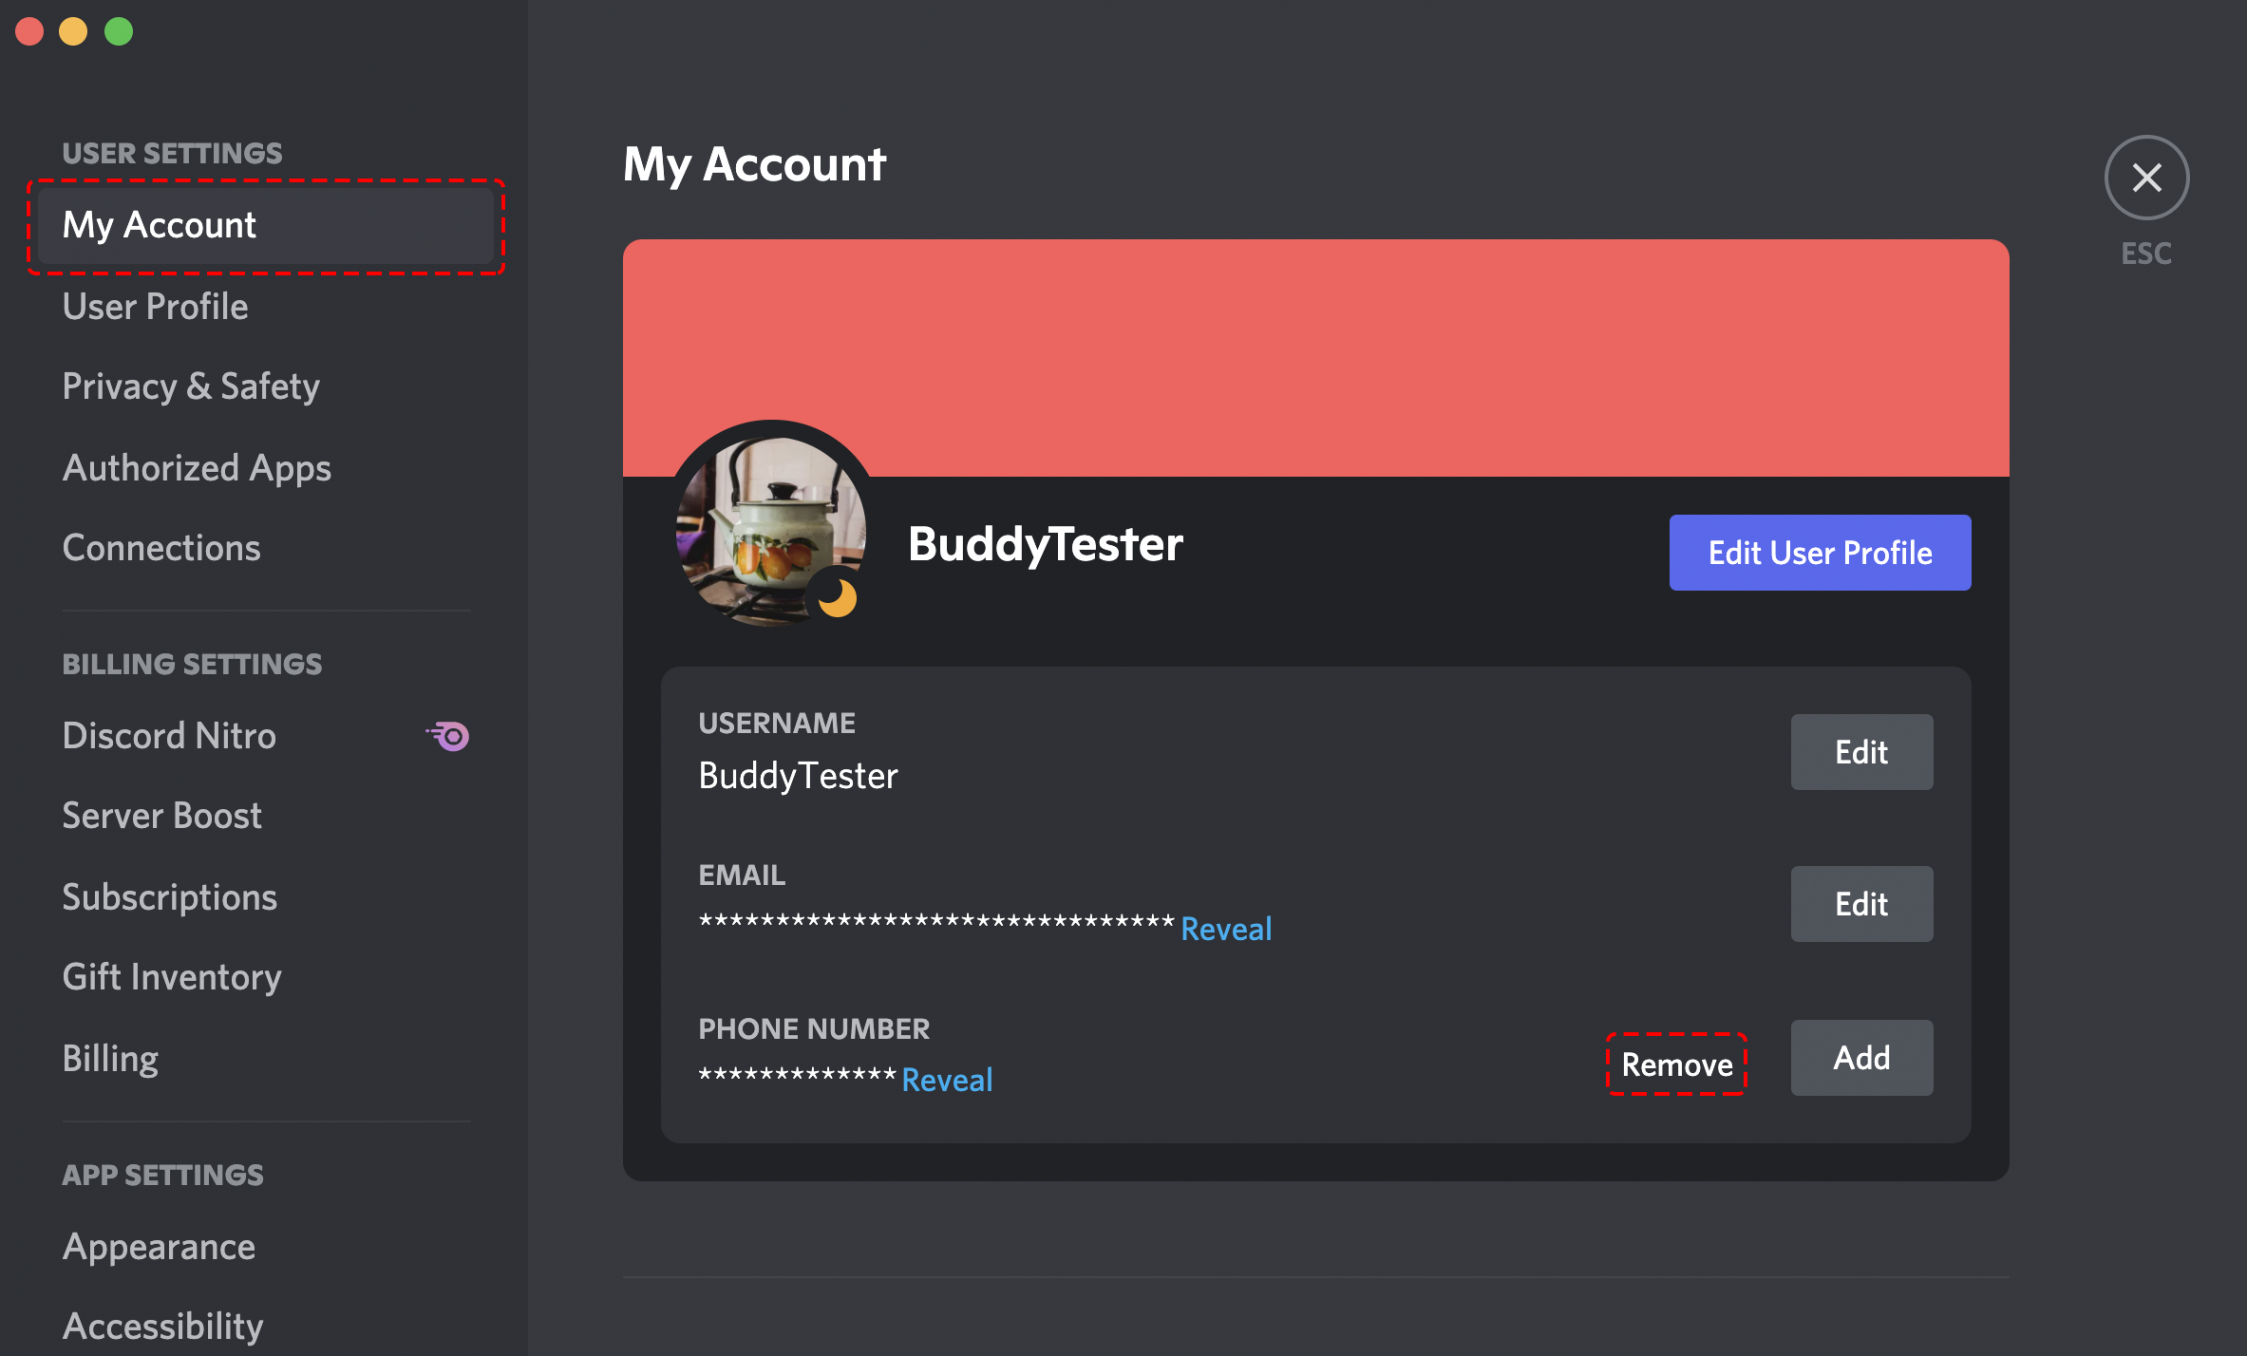 USER SETTINGS
My Account
User Profile
Privacy & Safety
Authorized Apps
Connections
BILLING SETTINGS
Discord Nitro
Server Boost
Subscriptions
Gift Inventory
Billing
APP SETTINGS
Appearance
Accessibility
My Account
ESC
BuddyTester
Edit User Profile
USERNAME
BuddyTester
Edit
EMAIL
******************************* Reveal
Edit
PHONE NUMBER
************* Reveal
Remove
Add